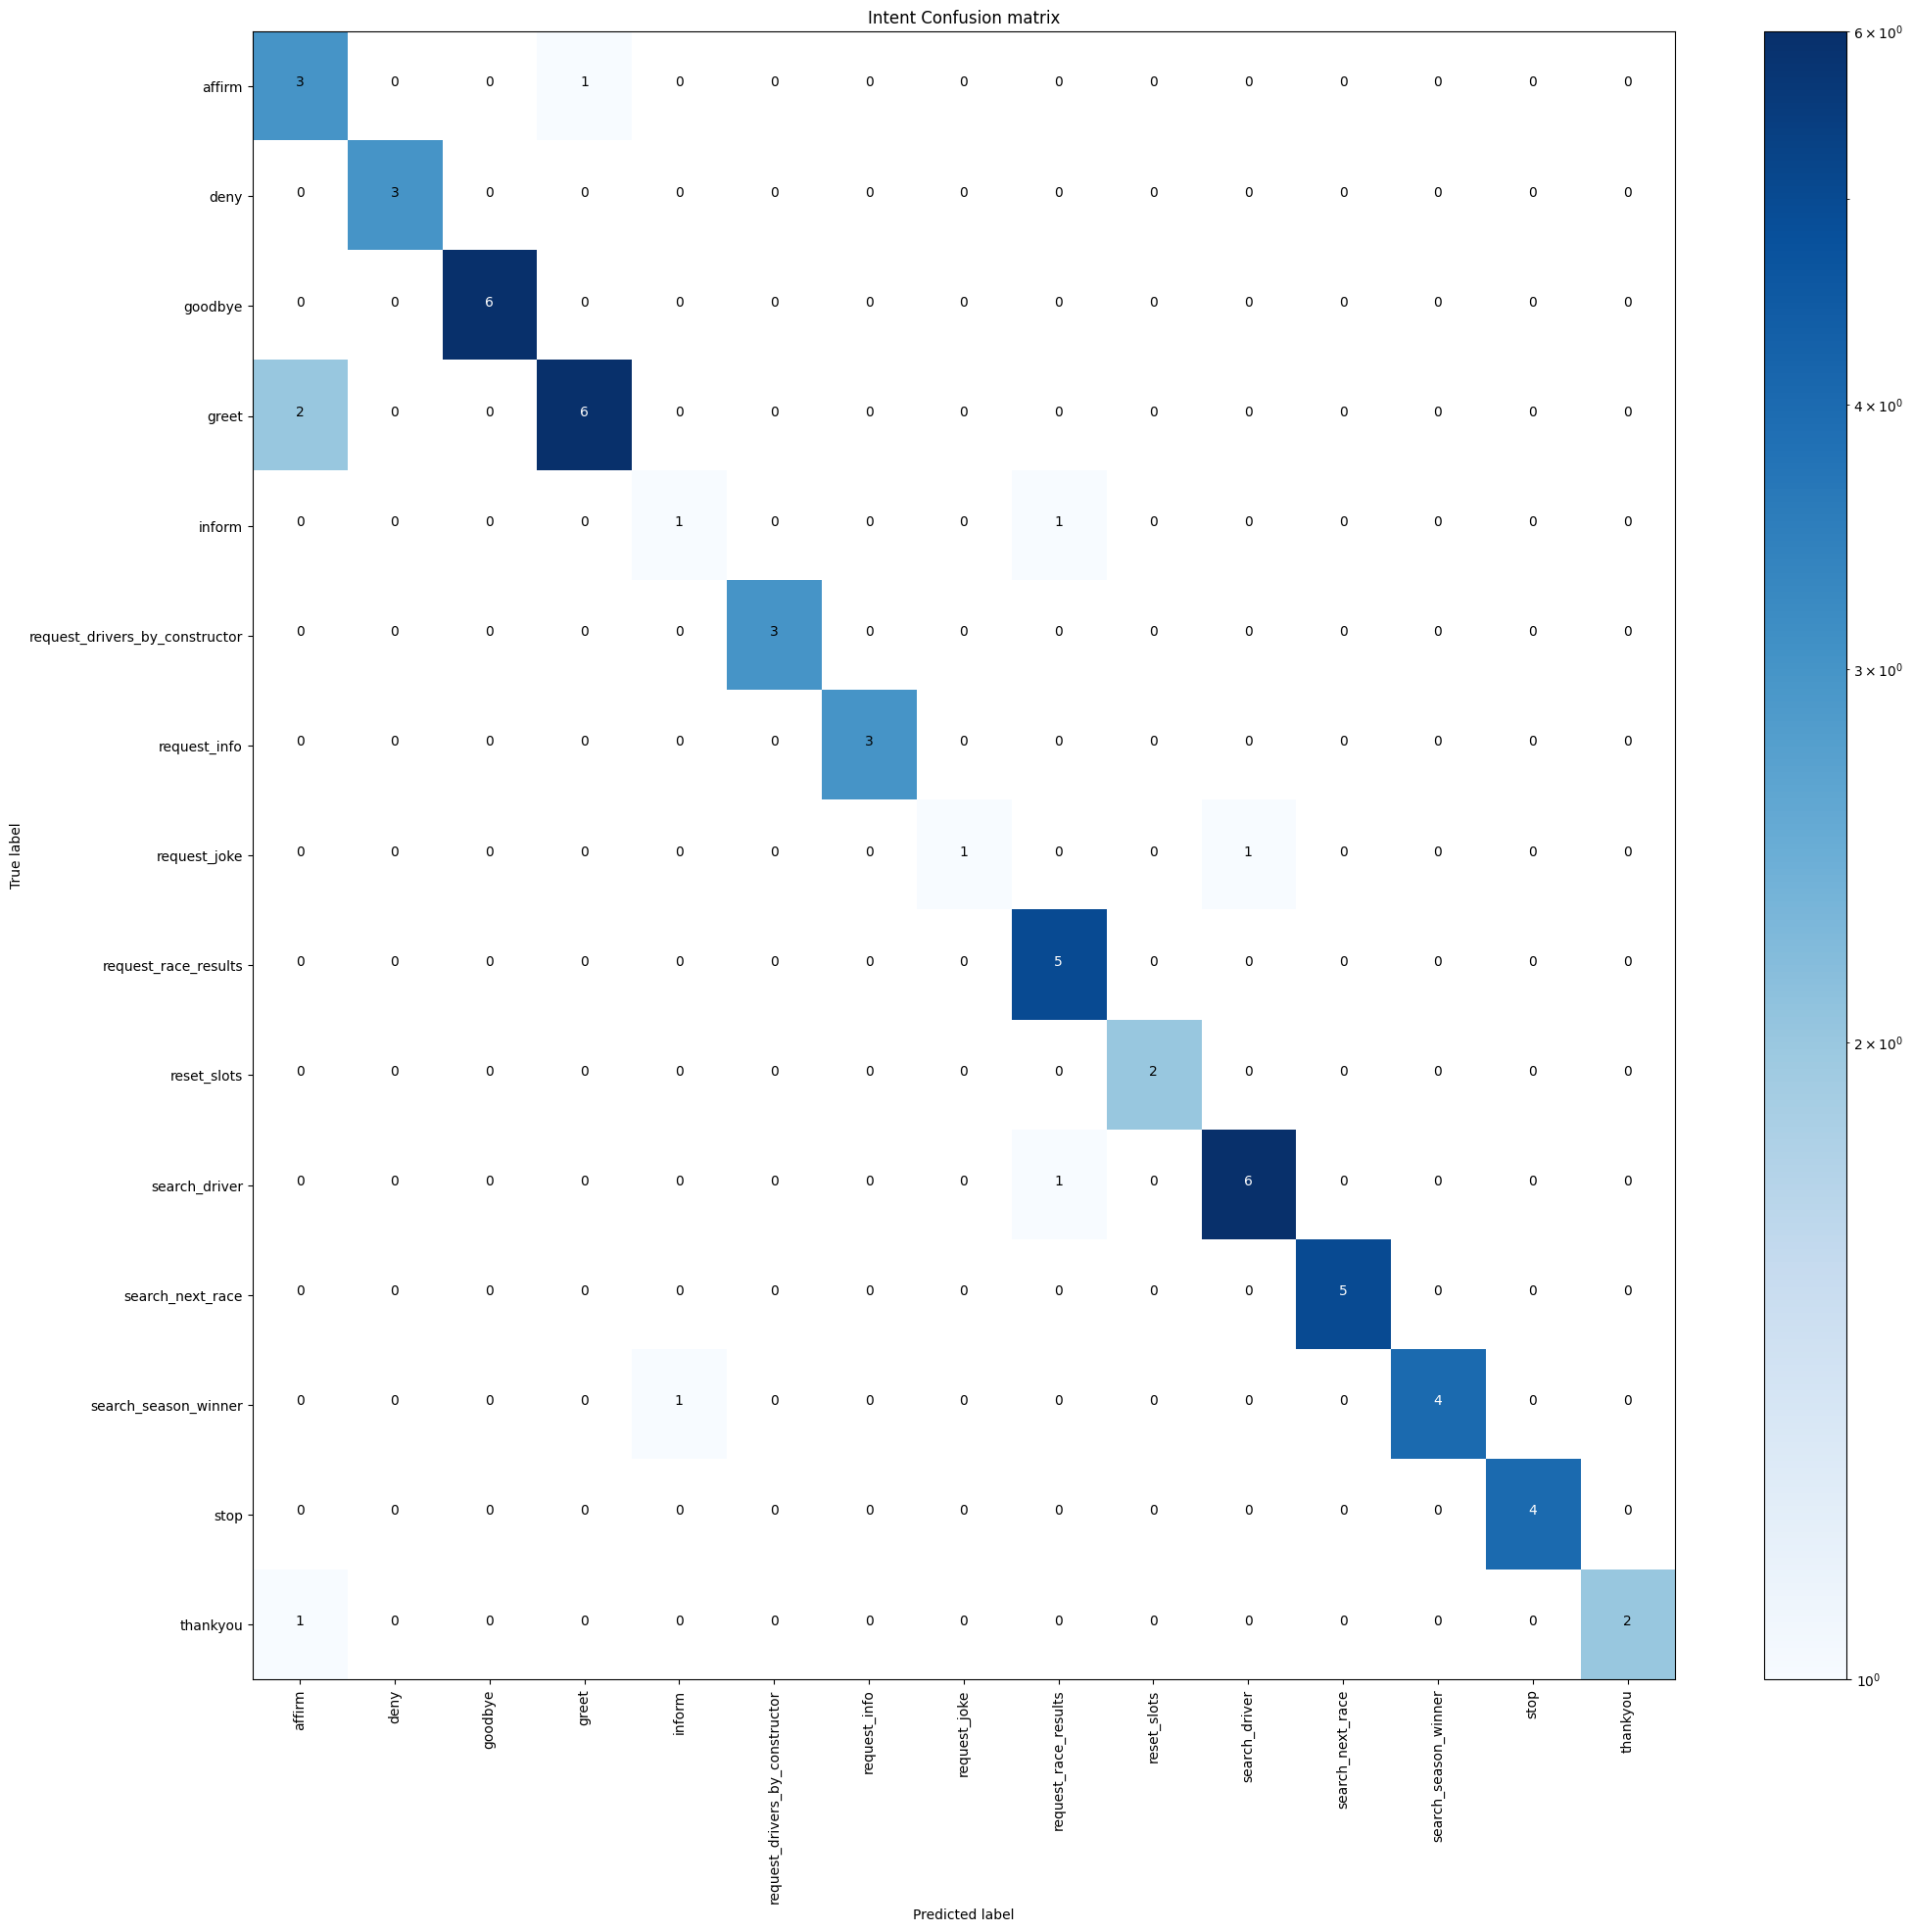 Intent Confusion matrix
affirm 3 0 0 1 0 0 0 0 0 0 0 0 0 0 0
deny 0 3 0 0 0 0 0 0 0 0 0 0 0 0 0
goodbye 0 0 6 0 0 0 0 0 0 0 0 0 0 0 0
greet 2 0 0 6 0 0 0 0 0 0 0 0 0 0 0
inform 0 0 0 0 1 0 0 0 1 0 0 0 0 0 0
request_drivers_by_constructor 0 0 0 0 0 3 0 0 0 0 0 0 0 0 0
request_info 0 0 0 0 0 0 3 0 0 0 0 0 0 0 0
request_joke 0 0 0 0 0 0 0 1 0 0 1 0 0 0 0
request_race_results 0 0 0 0 0 0 0 0 5 0 0 0 0 0 0
reset_slots 0 0 0 0 0 0 0 0 0 2 0 0 0 0 0
search_driver 0 0 0 0 0 0 0 0 1 0 6 0 0 0 0
search_next_race 0 0 0 0 0 0 0 0 0 0 0 5 0 0 0
search_season_winner 0 0 0 0 1 0 0 0 0 0 0 0 4 0 0
stop 0 0 0 0 0 0 0 0 0 0 0 0 0 4 0
thankyou 1 0 0 0 0 0 0 0 0 0 0 0 0 0 2
True label
affirm
deny
goodbye
greet
inform
request_drivers_by_constructor
request_info
request_joke
request_race_results
reset_slots
search_driver
search_next_race
search_season_winner
stop
thankyou
Predicted label
6 × 10⁰
4 × 10⁰
3 × 10⁰
2 × 10⁰
10⁰